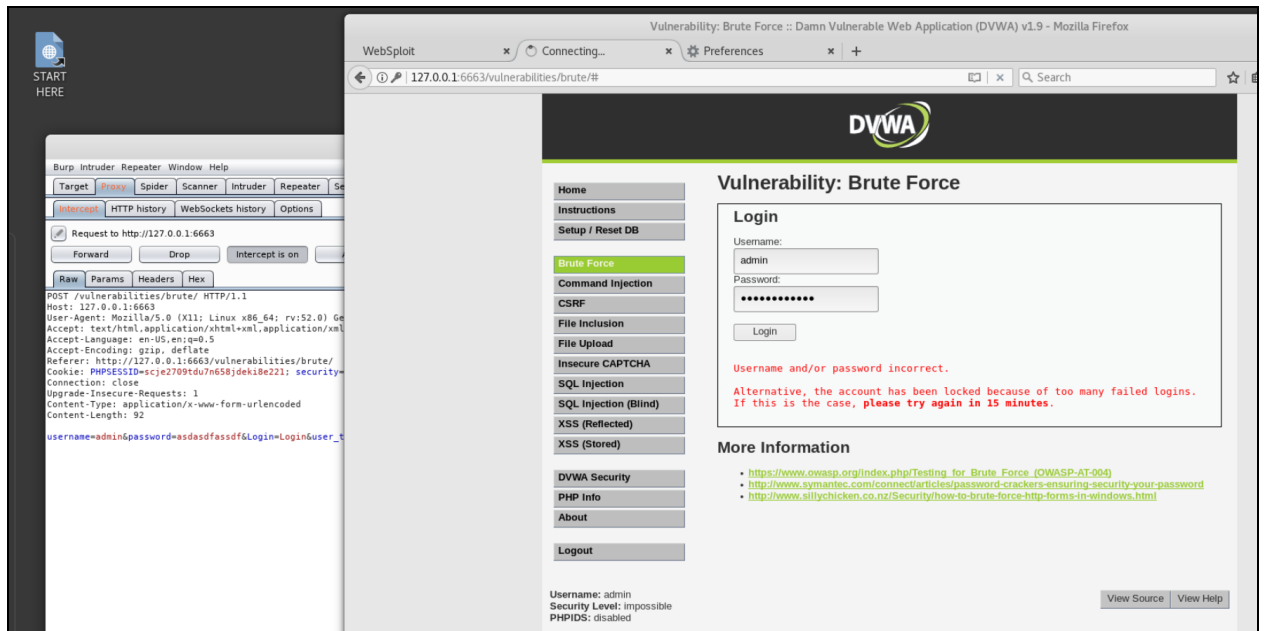 START
HERE
Burp Intruder Repeater Window Help
Target Proxy Spider Scanner Intruder Repeater Se
Intercept HTTP history WebSockets history Options
Request to http://127.0.0.1:6663
Forward Drop Intercept is on
Raw Params Headers Hex
POST /vulnerabilities/brute/ HTTP/1.1
Host: 127.0.0.1:6663
User-Agent: Mozilla/5.0 (X11; Linux x86_64; rv:52.0) Ge
Accept: text/html,application/xhtml+xml,application/xml
Accept-Language: en-US,en;q=0.5
Accept-Encoding: gzip, deflate
Referer: http://127.0.0.1:6663/vulnerabilities/brute/
Cookie: PHPSESSID=scje2709tdu7n658jdeki8e221; security=
Connection: close
Upgrade-Insecure-Requests: 1
Content-Type: application/x-www-form-urlencoded
Content-Length: 92
username=admin&password=asdasdfassdf&Login=Login&user_t
Vulnerability: Brute Force :: Damn Vulnerable Web Application (DVWA) v1.9 - Mozilla Firefox
WebSploit Connecting... Preferences
127.0.0.1:6663/vulnerabilities/brute/# Search
DVWA
Home
Instructions
Setup / Reset DB
Brute Force
Command Injection
CSRF
File Inclusion
File Upload
Insecure CAPTCHA
SQL Injection
SQL Injection (Blind)
XSS (Reflected)
XSS (Stored)
DVWA Security
PHP Info
About
Logout
Vulnerability: Brute Force
Login
Username:
admin
Password:
••••••••••••
Login
Username and/or password incorrect.
Alternative, the account has been locked because of too many failed logins.
If this is the case, please try again in 15 minutes.
More Information
• https://www.owasp.org/index.php/Testing_for_Brute_Force_(OWASP-AT-004)
• http://www.symantec.com/connect/articles/password-crackers-ensuring-security-your-password
• http://www.sillychicken.co.nz/Security/how-to-brute-force-http-forms-in-windows.html
Username: admin
Security Level: impossible
PHPIDS: disabled
View Source View Help